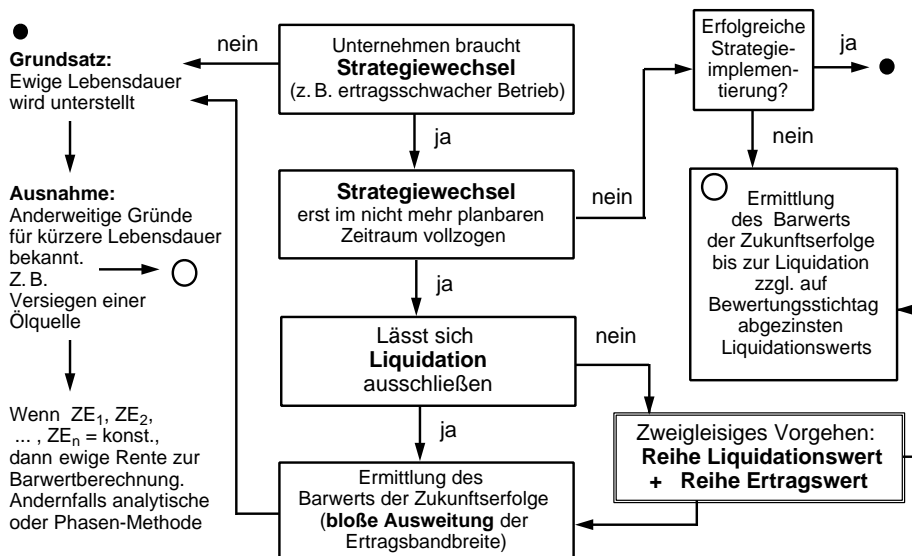 Grundsatz:
Ewige Lebensdauer
wird unterstellt
Ausnahme:
Anderweitige Gründe
für kürzere Lebensdauer
bekannt.
Z. B.
Versiegen einer
Ölquelle
Wenn ZE1, ZE2,
... , ZEn = konst.,
dann ewige Rente zur
Barwertberechnung.
Andernfalls analytische
oder Phasen-Methode
nein
Unternehmen braucht
Strategiewechsel
(z. B. ertragsschwacher Betrieb)
ja
Strategiewechsel
erst im nicht mehr planbaren
Zeitraum vollzogen
nein
ja
Lässt sich
Liquidation
ausschließen
nein
ja
Ermittlung des
Barwerts der Zukunftserfolge
(bloße Ausweitung der
Ertragsbandbreite)
Erfolgreiche
Strategie-
implemen-
tierung?
ja
nein
Ermittlung
des Barwerts
der Zukunftserfolge
bis zur Liquidation
zzgl. auf
Bewertungsstichtag
abgezinsten
Liquidationswerts
Zweigleisiges Vorgehen:
Reihe Liquidationswert
+ Reihe Ertragswert